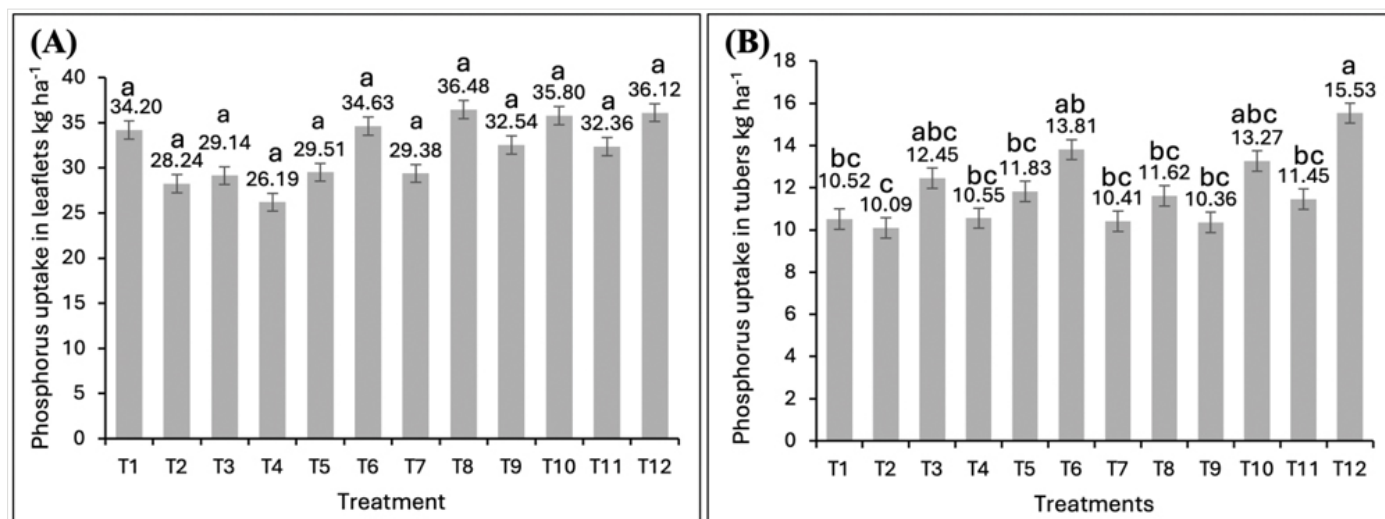 (A)
Phosphorus uptake in leaflets kg ha⁻¹
40
35
30
25
20
15
10
5
0
a
34.20
a
28.24
a
29.14
a
26.19
a
29.51
a
34.63
a
29.38
a
36.48
a
32.54
a
35.80
a
32.36
a
36.12
T1 T2 T3 T4 T5 T6 T7 T8 T9 T10 T11 T12
Treatment
(B)
Phosphorus uptake in tubers kg ha⁻¹
18
16
14
12
10
8
6
4
2
0
bc
10.52
c
10.09
abc
12.45
bc
10.55
bc
11.83
ab
13.81
bc
10.41
bc
11.62
bc
10.36
abc
13.27
bc
11.45
a
15.53
T1 T2 T3 T4 T5 T6 T7 T8 T9 T10 T11 T12
Treatments